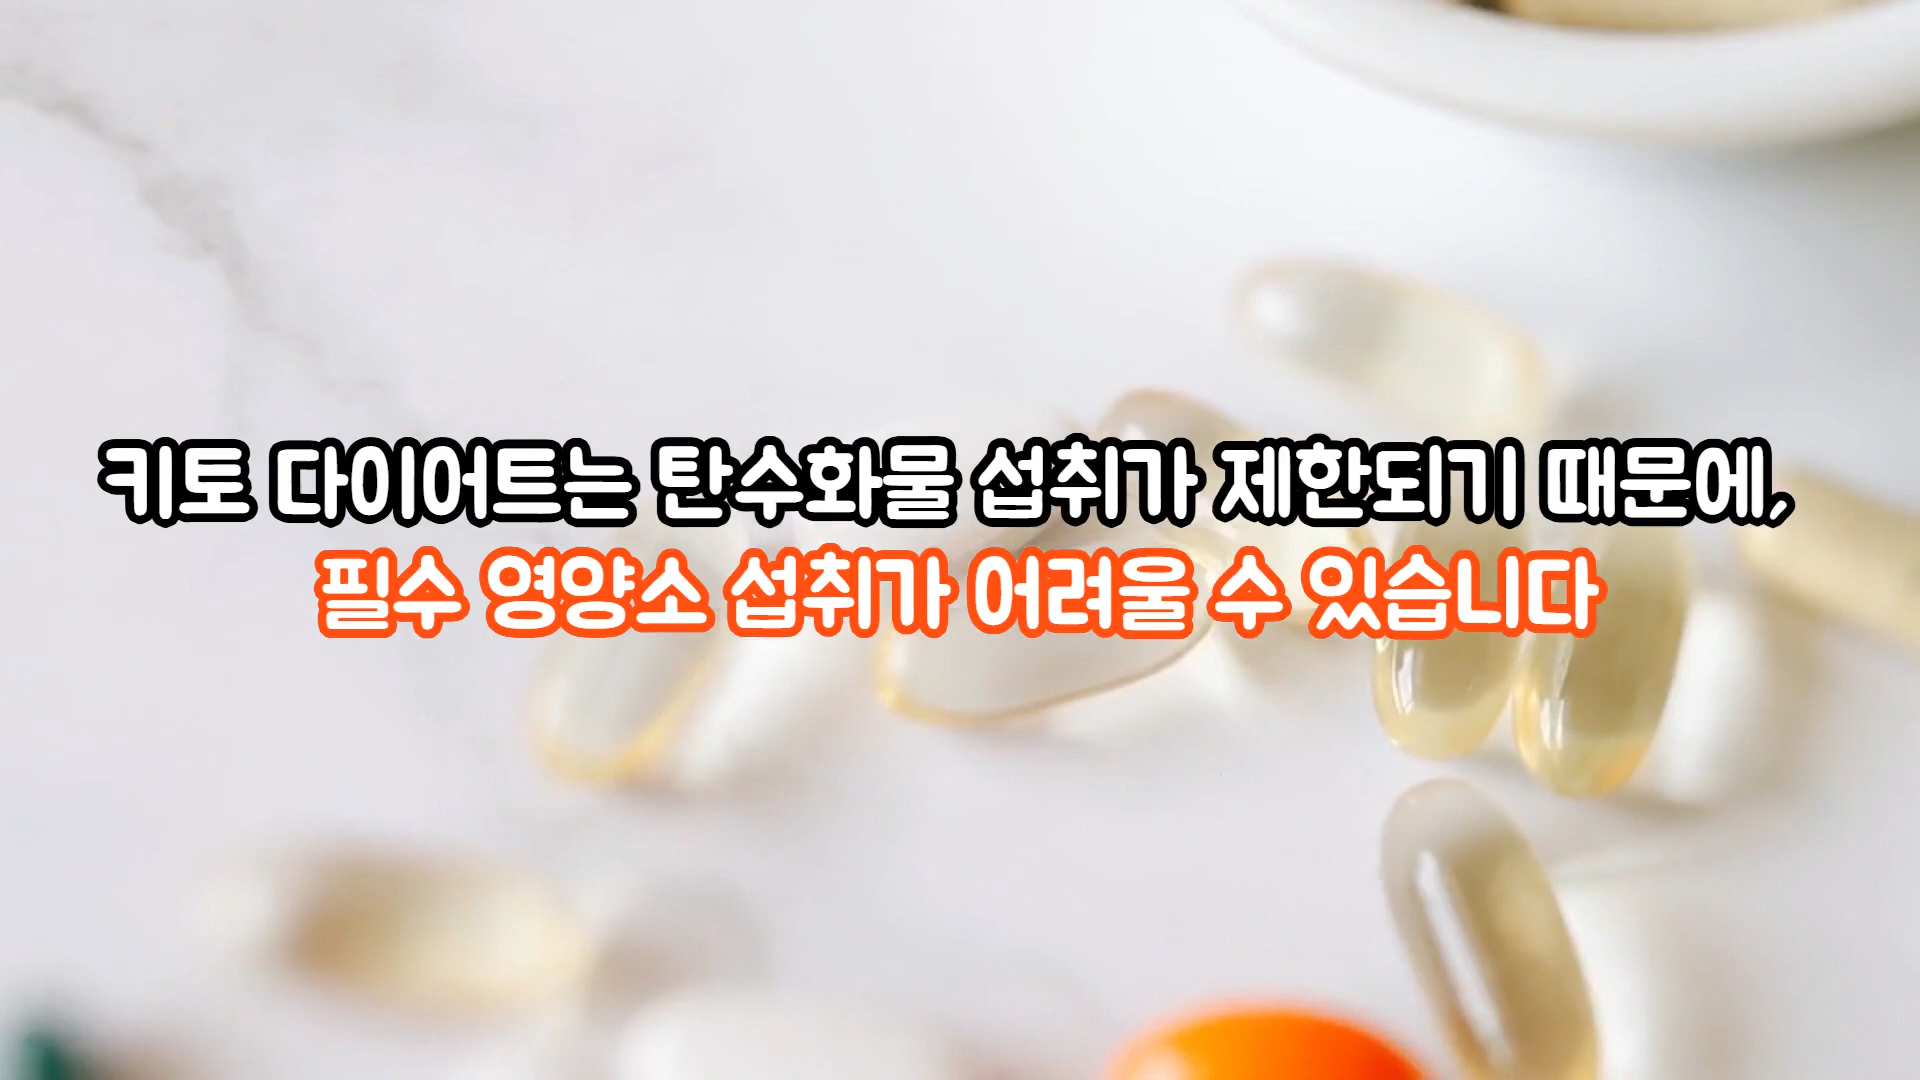 키토 다이어트는 탄수화물 섭취가 제한되기 때문에,
필수 영양소 섭취가 어려울 수 있습니다